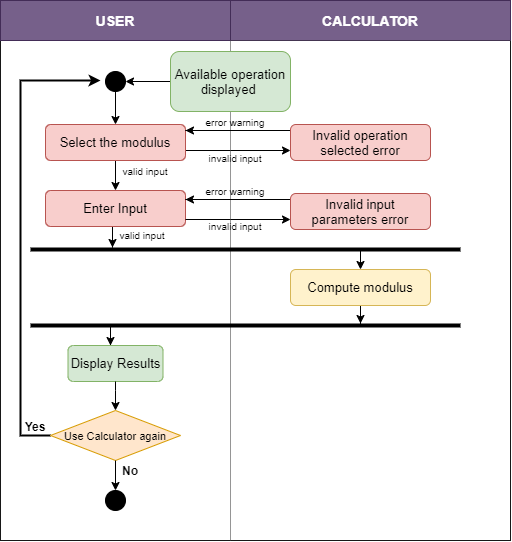 USER
CALCULATOR
Available operation
displayed
error warning
Select the modulus
Invalid operation
selected error
invalid input
valid input
error warning
Enter Input
Invalid input
parameters error
invalid input
valid input
Compute modulus
Display Results
Yes
Use Calculator again
No